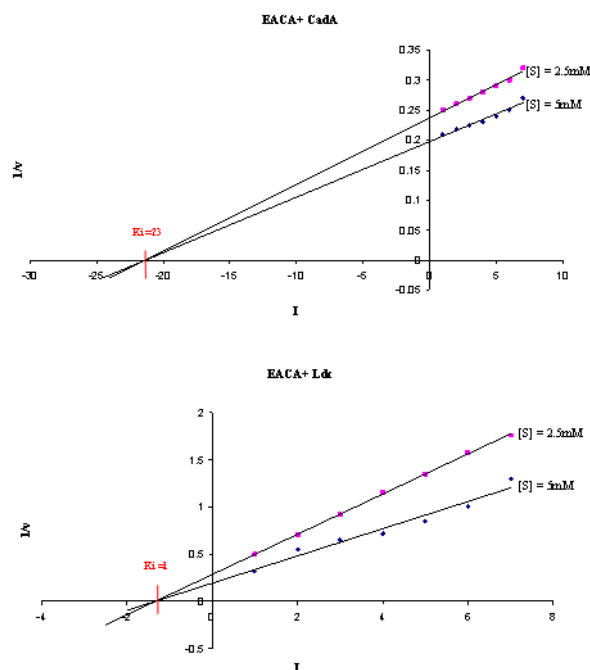 EACA+ CadA
0.35
[S] = 2.5mM
0.3
[S] = 5mM
0.25
0.2
1/v
0.15
0.1
Ki=23
0.05
0
-30 -25 -20 -15 -10 -5 0 5 10
-0.05
I
EACA+ Ldc
2
[S] = 2.5mM
1.5
[S] = 5mM
1/v
1
0.5
Ki=1
0
-4 -2 0 2 4 6 8
-0.5
I